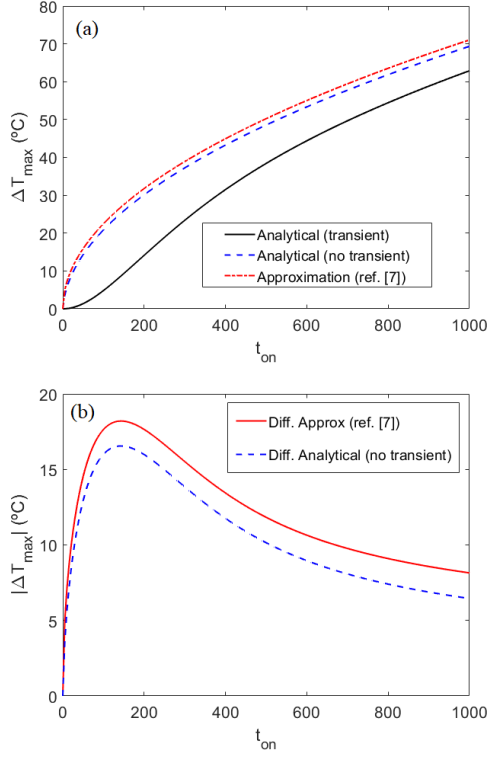 (a)
80
70
60
50
40
30
20
10
0
ΔT_max (ºC)
Analytical (transient)
Analytical (no transient)
Approximation (ref. [7])
0 200 400 600 800 1000
t_on
(b)
20
15
10
5
0
|ΔT_max| (ºC)
Diff. Approx (ref. [7])
Diff. Analytical (no transient)
0 200 400 600 800 1000
t_on